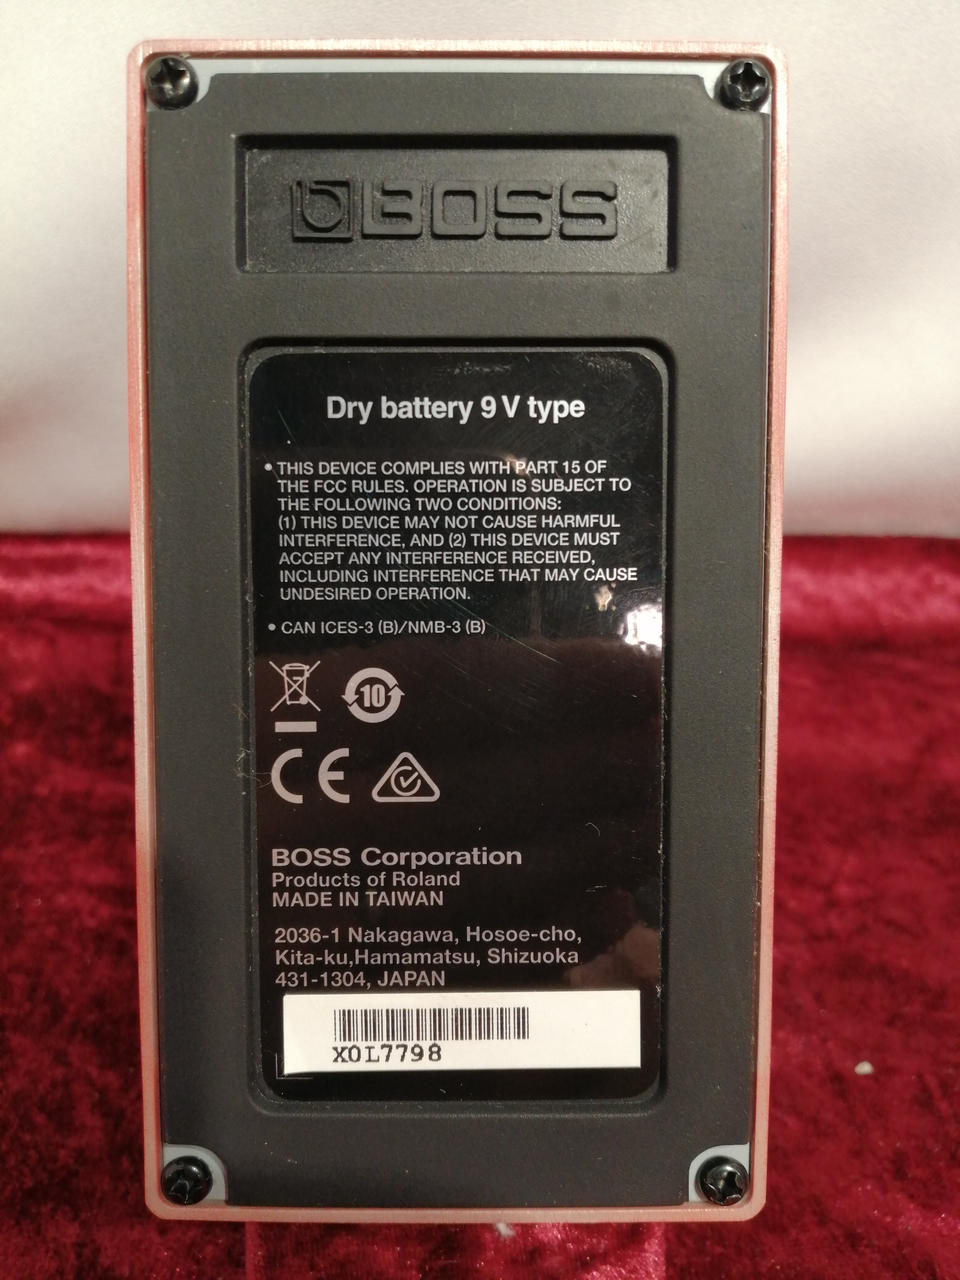 BOSS
Dry battery 9 V type
• THIS DEVICE COMPLIES WITH PART 15 OF
THE FCC RULES. OPERATION IS SUBJECT TO
THE FOLLOWING TWO CONDITIONS:
(1) THIS DEVICE MAY NOT CAUSE HARMFUL
INTERFERENCE, AND (2) THIS DEVICE MUST
ACCEPT ANY INTERFERENCE RECEIVED,
INCLUDING INTERFERENCE THAT MAY CAUSE
UNDESIRED OPERATION.
• CAN ICES-3 (B)/NMB-3 (B)
10
CE
BOSS Corporation
Products of Roland
MADE IN TAIWAN
2036-1 Nakagawa, Hosoe-cho,
Kita-ku,Hamamatsu, Shizuoka
431-1304, JAPAN
X0L7798